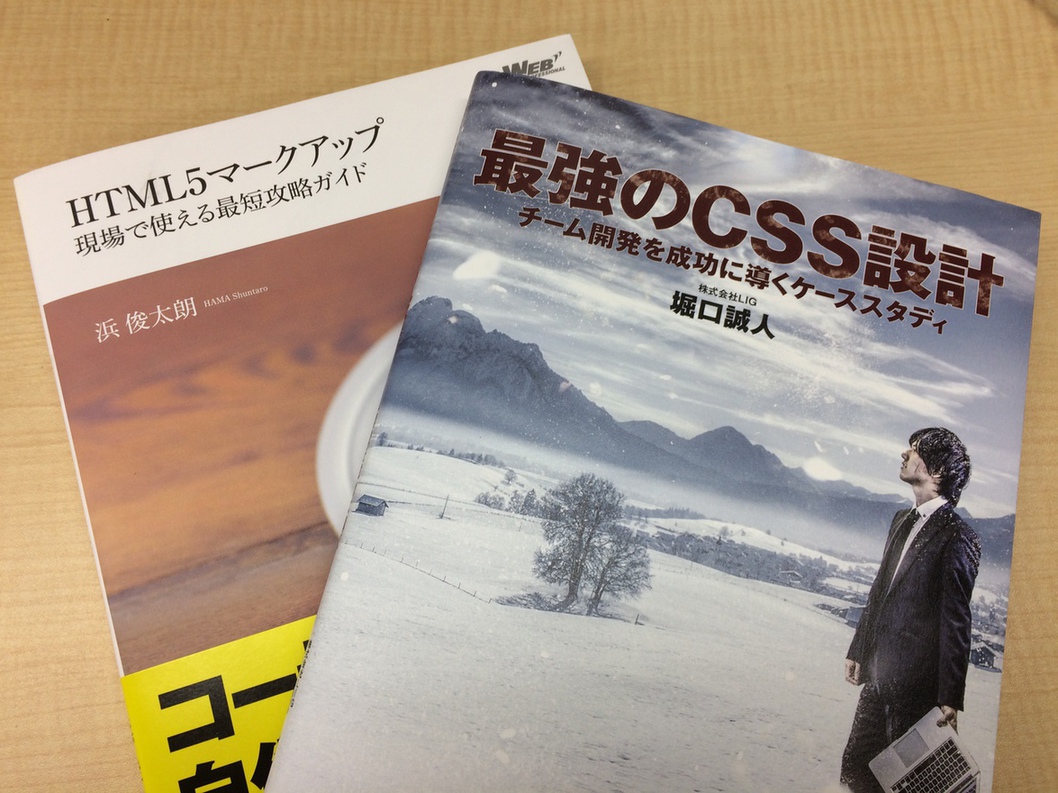 WEB
PROFESSIONAL
HTML5マークアップ
現場で使える最短攻略ガイド
浜 俊太朗 HAMA Shuntaro
最強のCSS設計
チーム開発を成功に導くケーススタディ
株式会社LIG
堀口誠人
コー